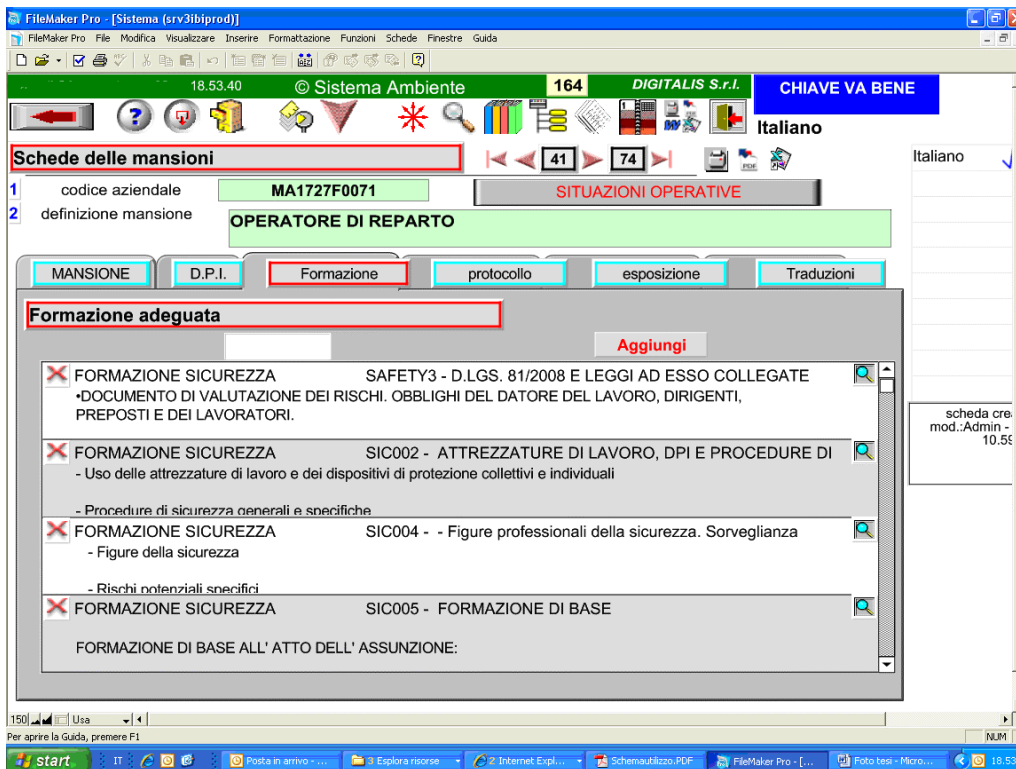 FileMaker Pro - [Sistema (srv3ibiprod)]
FileMaker Pro File Modifica Visualizzare Inserire Formattazione Funzioni Schede Finestre Guida
18.53.40 © Sistema Ambiente 164 DIGITALIS S.r.l. CHIAVE VA BENE
Italiano
Schede delle mansioni 41 74 Italiano
1 codice aziendale MA1727F0071 SITUAZIONI OPERATIVE
2 definizione mansione OPERATORE DI REPARTO
MANSIONE D.P.I. Formazione protocollo esposizione Traduzioni
Formazione adeguata
Aggiungi
FORMAZIONE SICUREZZA SAFETY3 - D.LGS. 81/2008 E LEGGI AD ESSO COLLEGATE
•DOCUMENTO DI VALUTAZIONE DEI RISCHI. OBBLIGHI DEL DATORE DEL LAVORO, DIRIGENTI,
PREPOSTI E DEI LAVORATORI.
scheda cre
mod.:Admin -
10.59
FORMAZIONE SICUREZZA SIC002 - ATTREZZATURE DI LAVORO, DPI E PROCEDURE DI
- Uso delle attrezzature di lavoro e dei dispositivi di protezione collettivi e individuali
- Procedure di sicurezza generali e specifiche
FORMAZIONE SICUREZZA SIC004 - - Figure professionali della sicurezza. Sorveglianza
- Figure della sicurezza
- Rischi potenziali specifici
FORMAZIONE SICUREZZA SIC005 - FORMAZIONE DI BASE
FORMAZIONE DI BASE ALL' ATTO DELL' ASSUNZIONE:
150 Usa
Per aprire la Guida, premere F1 NUM
start IT Posta in arrivo - ... 3 Esplora risorse 2 Internet Expl... Schemautilizzo.PDF FileMaker Pro - [... Foto tesi - Micro... 18.53